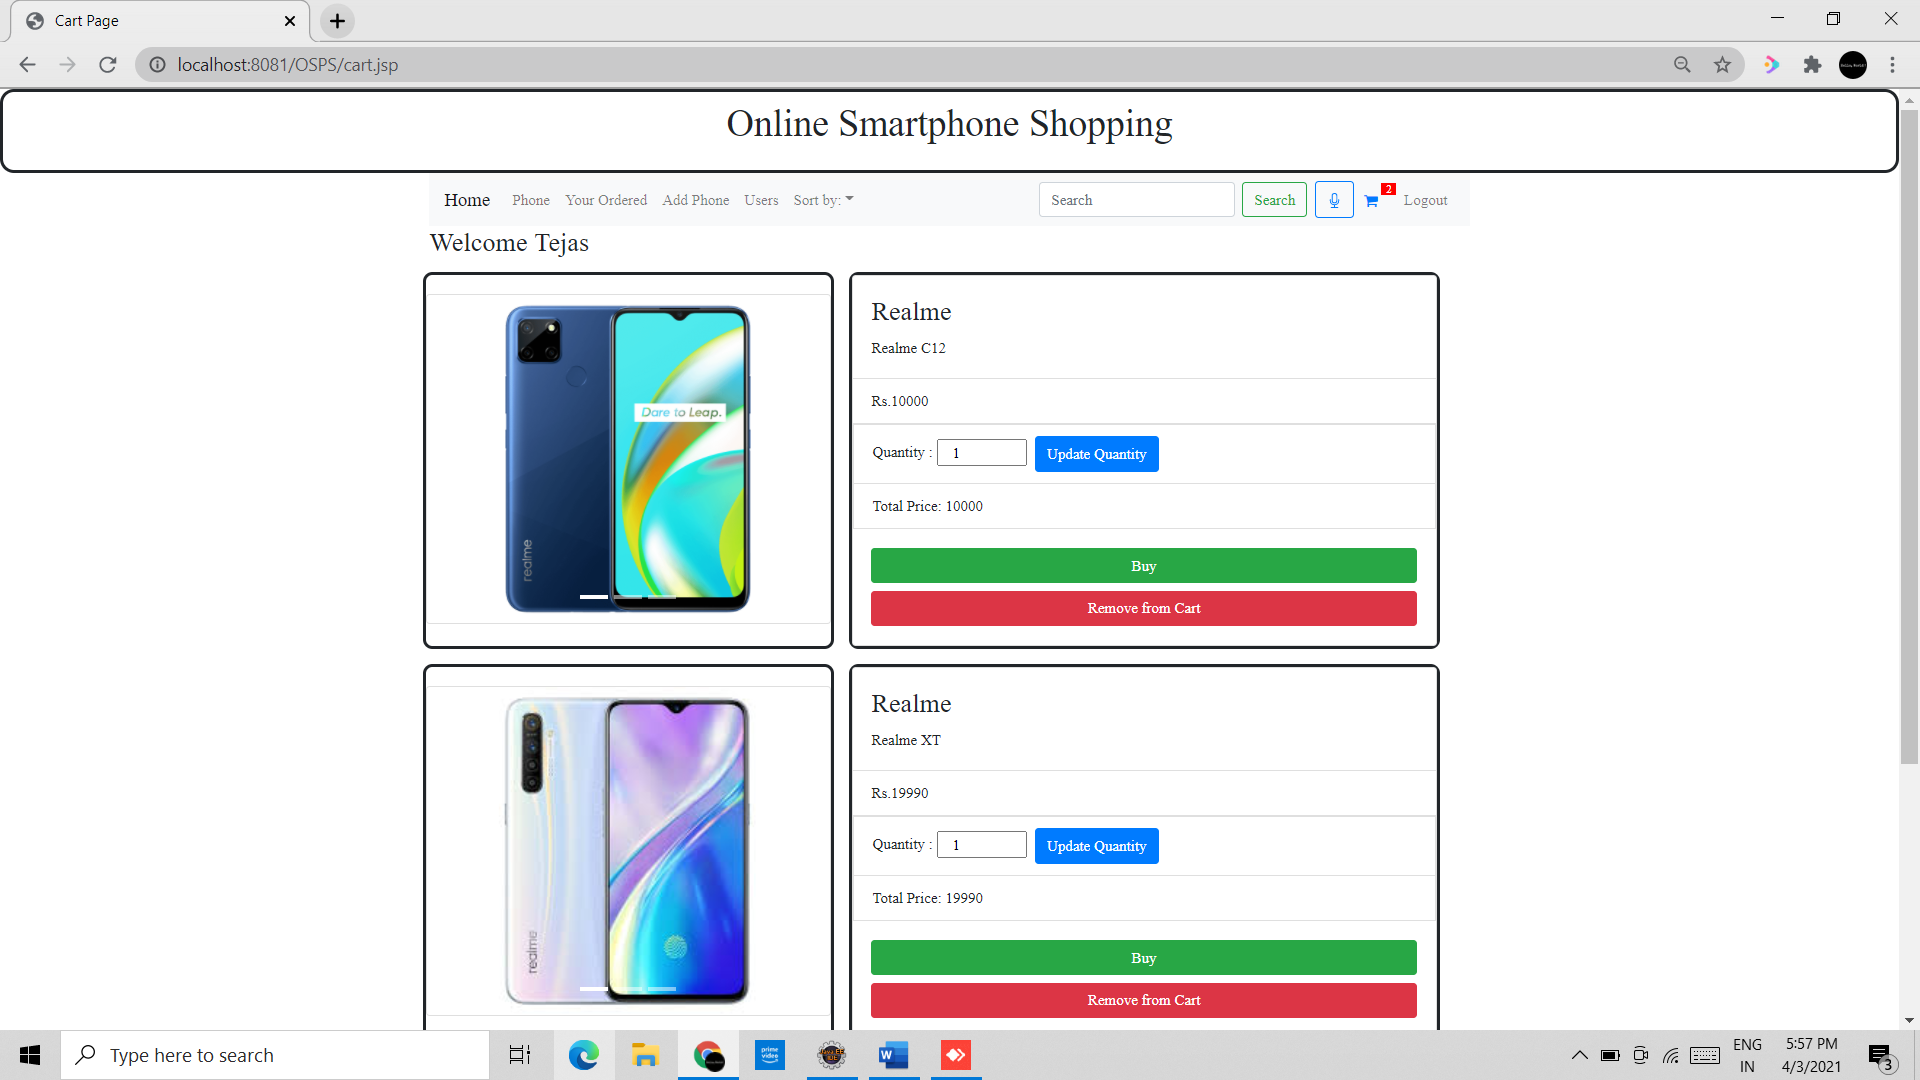 Cart Page
localhost:8081/OSPS/cart.jsp
Online Smartphone Shopping
Home Phone Your Ordered Add Phone Users Sort by: Search Search 2 Logout
Welcome Tejas
Dare to Leap.
realme
Realme
Realme C12
Rs.10000
Quantity : 1 Update Quantity
Total Price: 10000
Buy
Remove from Cart
realme
Realme
Realme XT
Rs.19990
Quantity : 1 Update Quantity
Total Price: 19990
Buy
Remove from Cart
Type here to search
prime video
W
ENG
IN
5:57 PM
4/3/2021
3